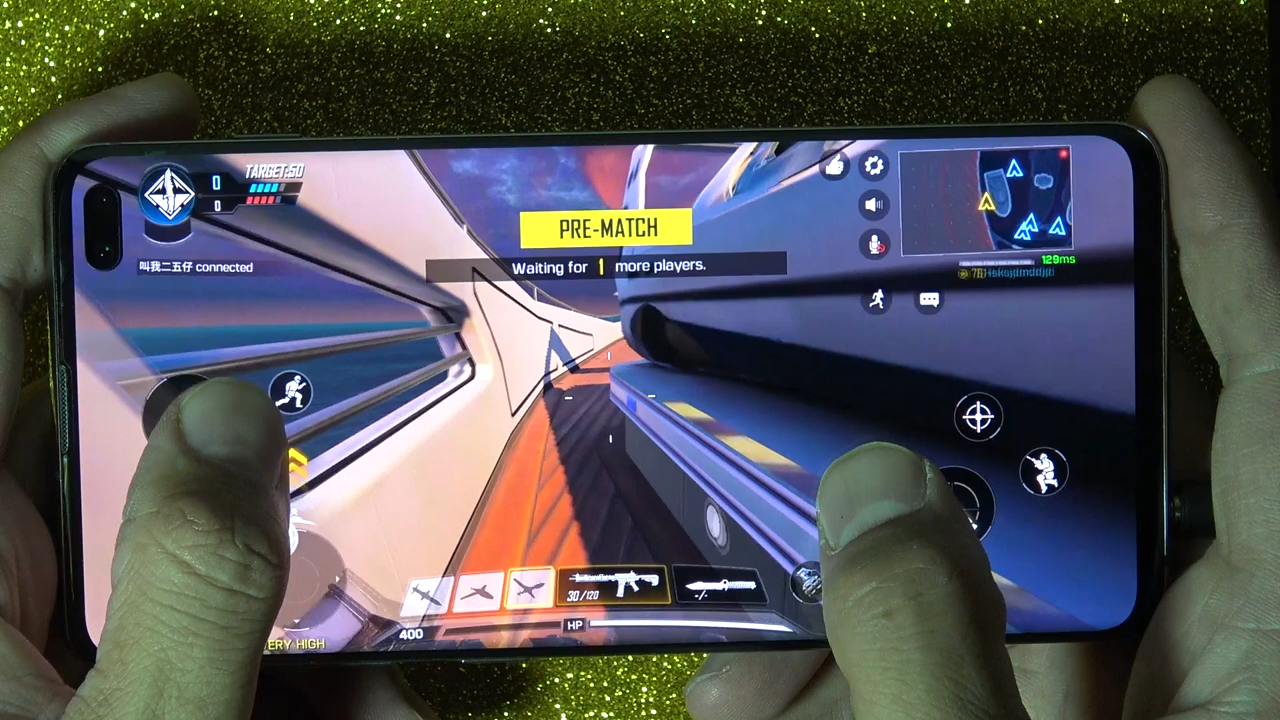 TARGET:50
0
0
叫我二五仔 connected
PRE-MATCH
Waiting for 1 more players.
129ms
30/120
-/-
HP
400
ERY HIGH